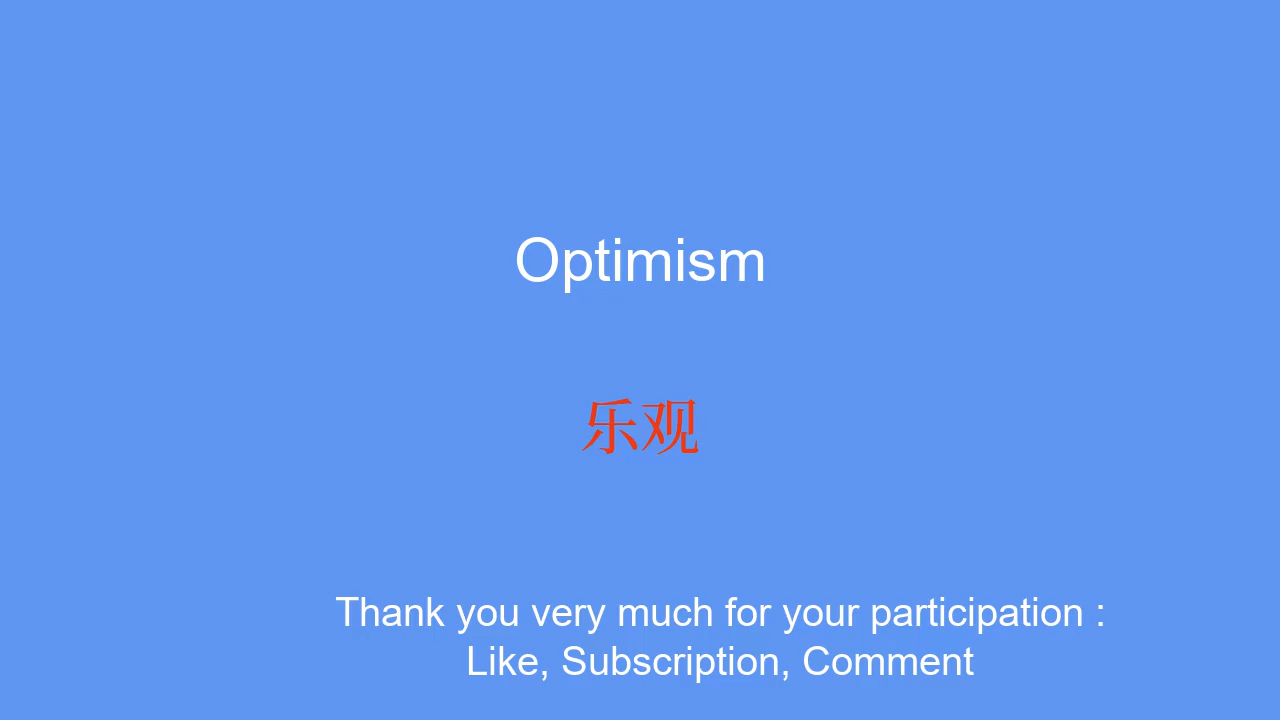 Optimism
乐观
Thank you very much for your participation :
Like, Subscription, Comment